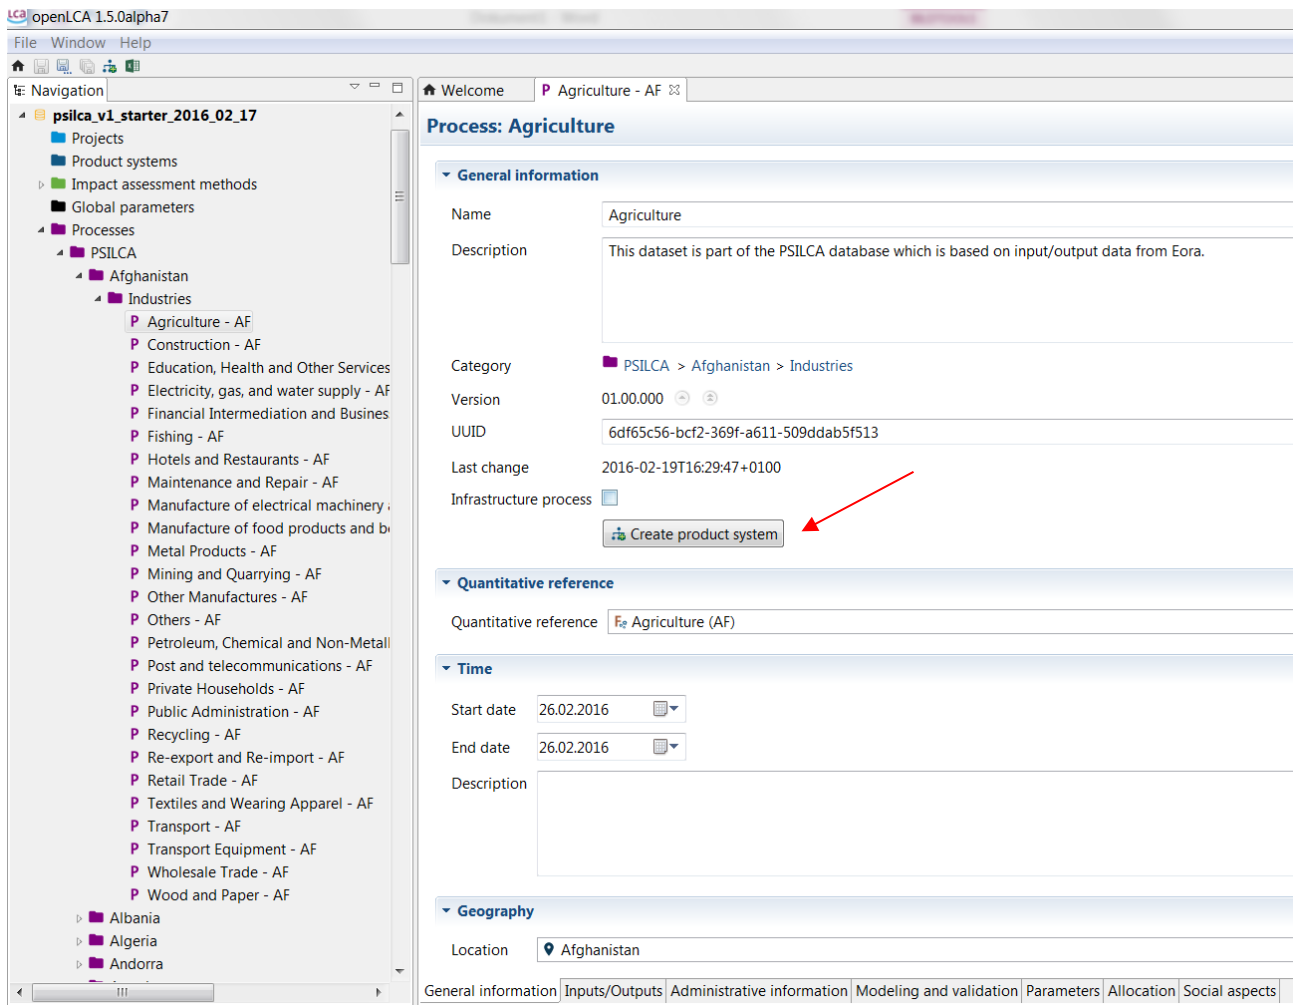 LCa openLCA 1.5.0alpha7
File Window Help
Navigation
psilca_v1_starter_2016_02_17
Projects
Product systems
Impact assessment methods
Global parameters
Processes
PSILCA
Afghanistan
Industries
P Agriculture - AF
P Construction - AF
P Education, Health and Other Services
P Electricity, gas, and water supply - AF
P Financial Intermediation and Busines
P Fishing - AF
P Hotels and Restaurants - AF
P Maintenance and Repair - AF
P Manufacture of electrical machinery
P Manufacture of food products and
P Metal Products - AF
P Mining and Quarrying - AF
P Other Manufactures - AF
P Others - AF
P Petroleum, Chemical and Non-Metall
P Post and telecommunications - AF
P Private Households - AF
P Public Administration - AF
P Recycling - AF
P Re-export and Re-import - AF
P Retail Trade - AF
P Textiles and Wearing Apparel - AF
P Transport - AF
P Transport Equipment - AF
P Wholesale Trade - AF
P Wood and Paper - AF
Albania
Algeria
Andorra
Welcome
P Agriculture - AF
Process: Agriculture
General information
Name Agriculture
Description This dataset is part of the PSILCA database which is based on input/output data from Eora.
Category PSILCA > Afghanistan > Industries
Version 01.00.000
UUID 6df65c56-bcf2-369f-a611-509ddab5f513
Last change 2016-02-19T16:29:47+0100
Infrastructure process
Create product system
Quantitative reference
Quantitative reference Agriculture (AF)
Time
Start date 26.02.2016
End date 26.02.2016
Description
Geography
Location Afghanistan
General information Inputs/Outputs Administrative information Modeling and validation Parameters Allocation Social aspects